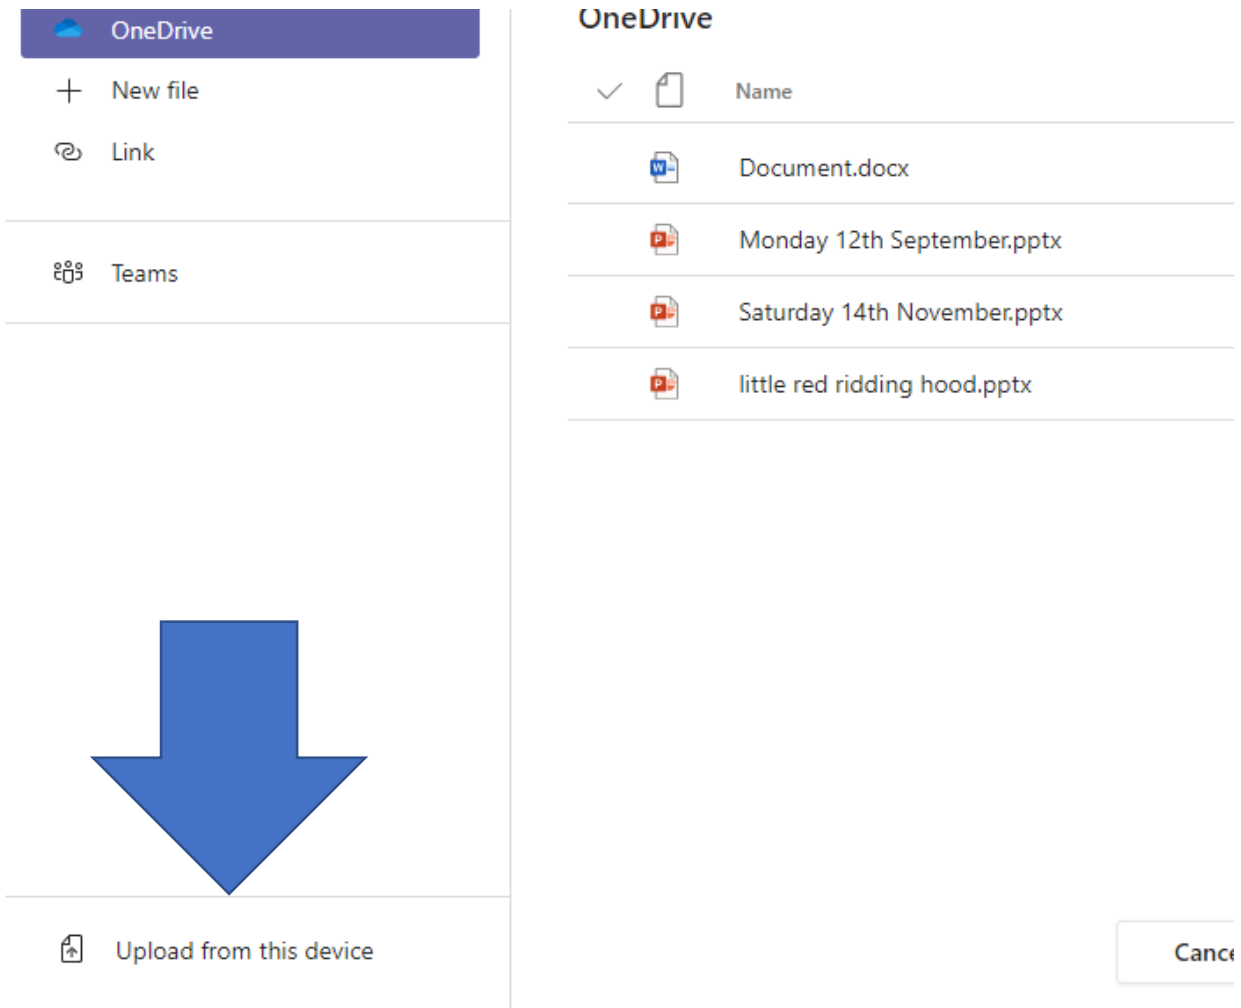 OneDrive
New file
Link
Teams
Upload from this device
OneDrive
Name
Document.docx
Monday 12th September.pptx
Saturday 14th November.pptx
little red ridding hood.pptx
Cance